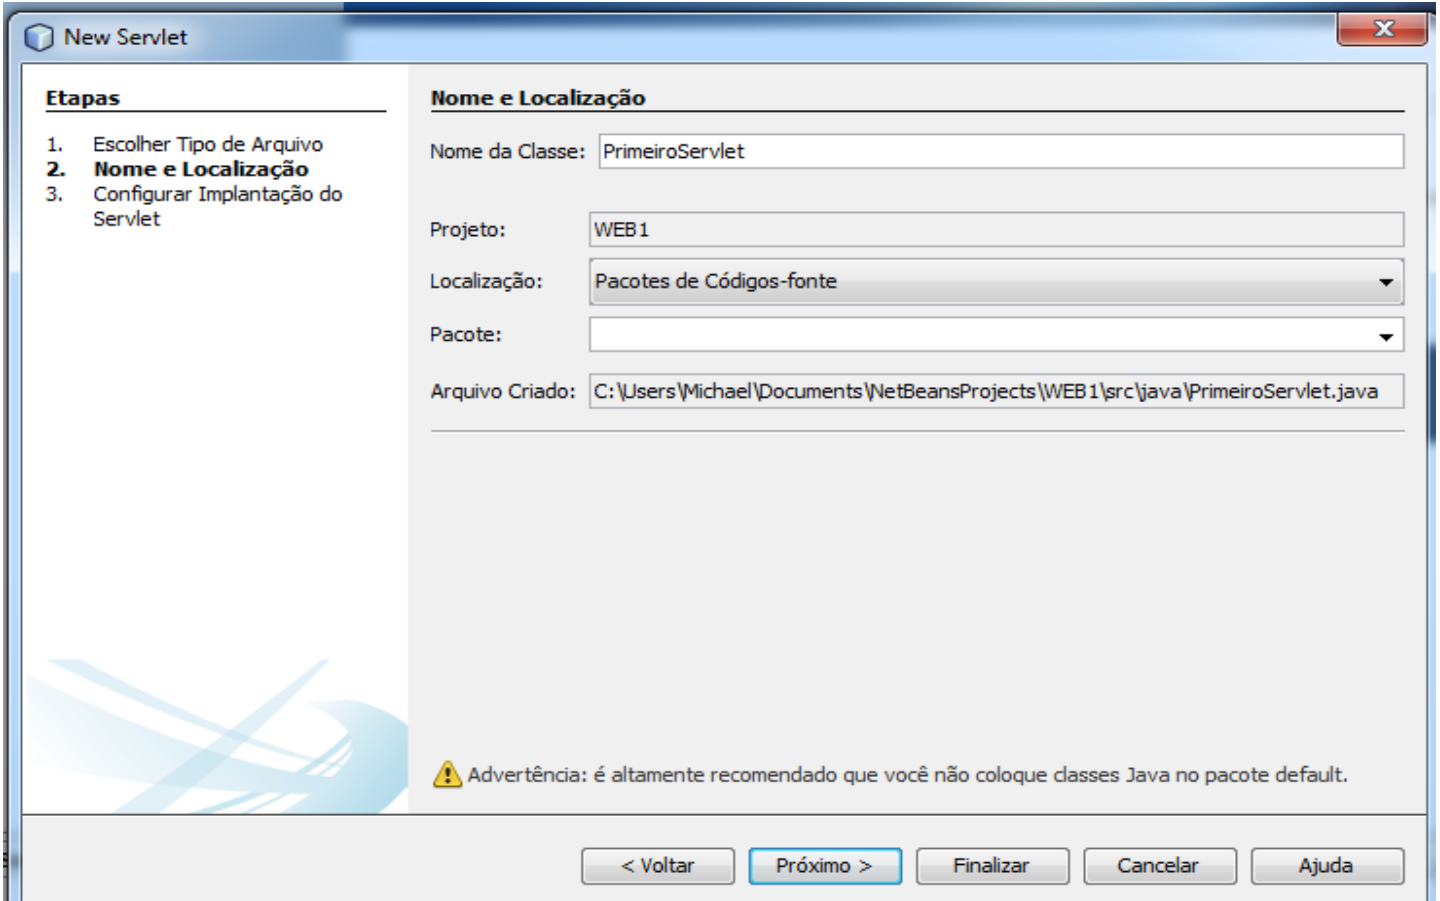 New Servlet
Etapas
1. Escolher Tipo de Arquivo
2. Nome e Localização
3. Configurar Implantação do
Servlet
Nome e Localização
Nome da Classe: PrimeiroServlet
Projeto: WEB1
Localização: Pacotes de Códigos-fonte
Pacote:
Arquivo Criado: C:\Users\Michael\Documents\NetBeansProjects\WEB1\src\java\PrimeiroServlet.java
Advertência: é altamente recomendado que você não coloque classes Java no pacote default.
< Voltar Próximo > Finalizar Cancelar Ajuda